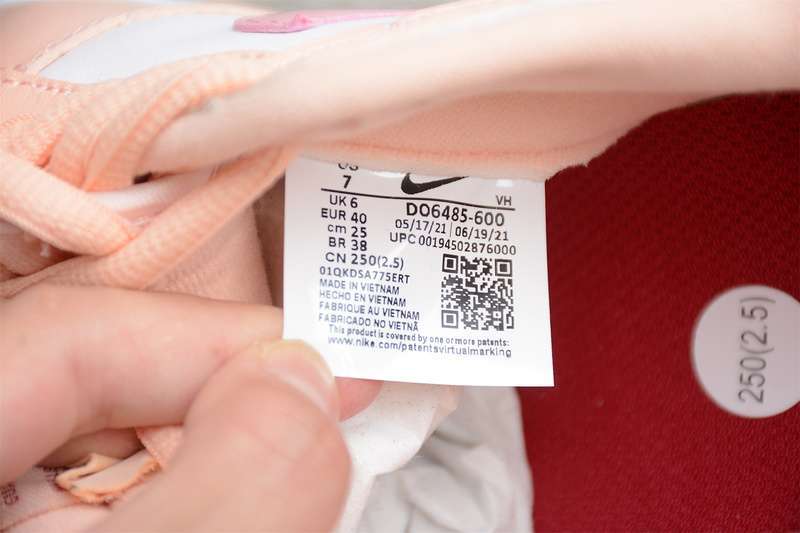 US
7
VH
UK 6
EUR 40
cm 25
BR 38
DO6485-600
05/17/21 06/19/21
UPC 00194502876000
CN 250(2.5)
01QKDSA775ERT
MADE IN VIETNAM
HECHO EN VIETNAM
FABRIQUE AU VIETNAM
FABRICADO NO VIETNÃ
This product is covered by one or more patents:
www.nike.com/patentsvirtualmarking
250(2.5)